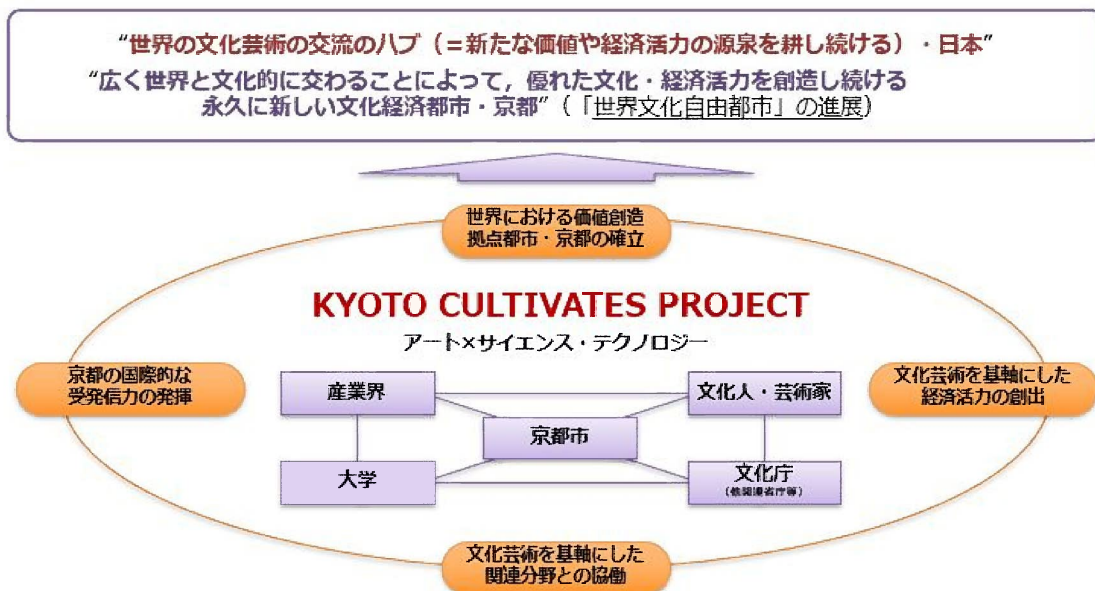 “世界の文化芸術の交流のハブ（＝新たな価値や経済活力の源泉を耕し続ける）・日本”
“広く世界と文化的に交わることによって，優れた文化・経済活力を創造し続ける
永久に新しい文化経済都市・京都”（「世界文化自由都市」の進展）
世界における価値創造
拠点都市・京都の確立
KYOTO CULTIVATES PROJECT
アート×サイエンス・テクノロジー
京都の国際的な
受発信力の発揮
産業界
文化人・芸術家
文化芸術を基軸にした
経済活力の創出
京都市
大学
文化庁
（他関連省庁等）
文化芸術を基軸にした
関連分野との協働